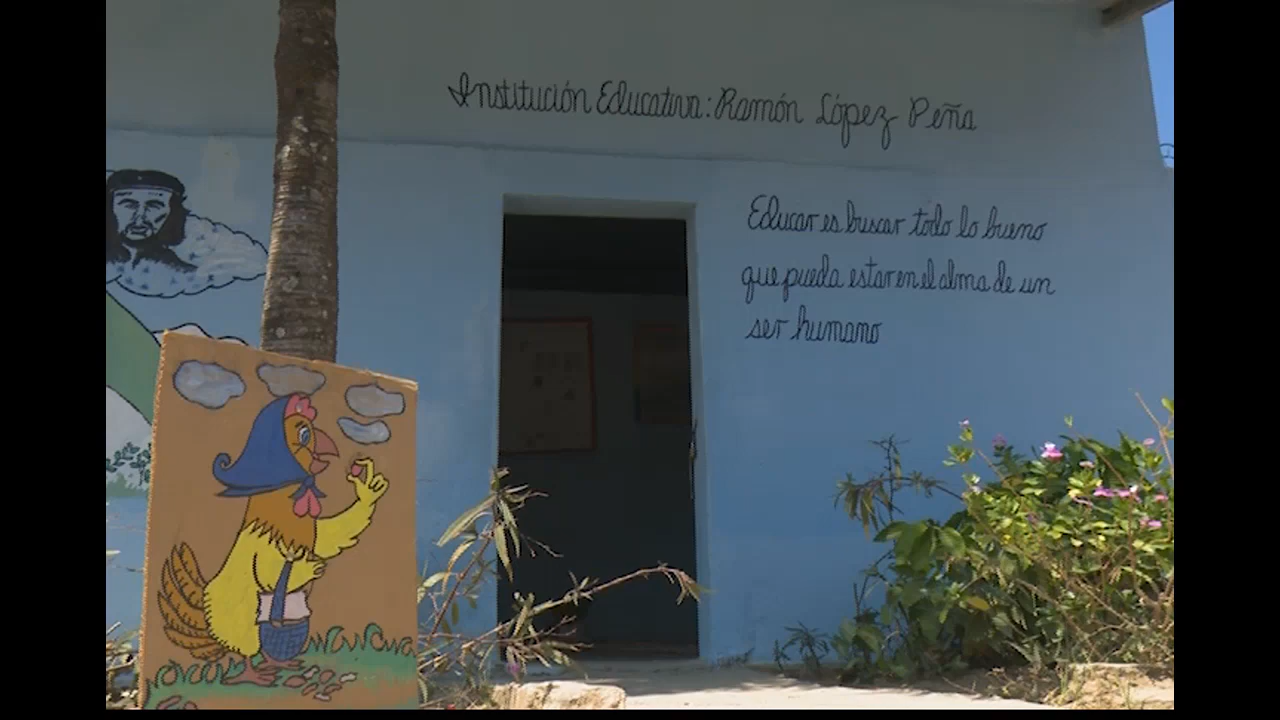 Institución Educativa: Ramón López Peña
Educar es buscar todo lo bueno
que pueda estar en el alma de un
ser humano